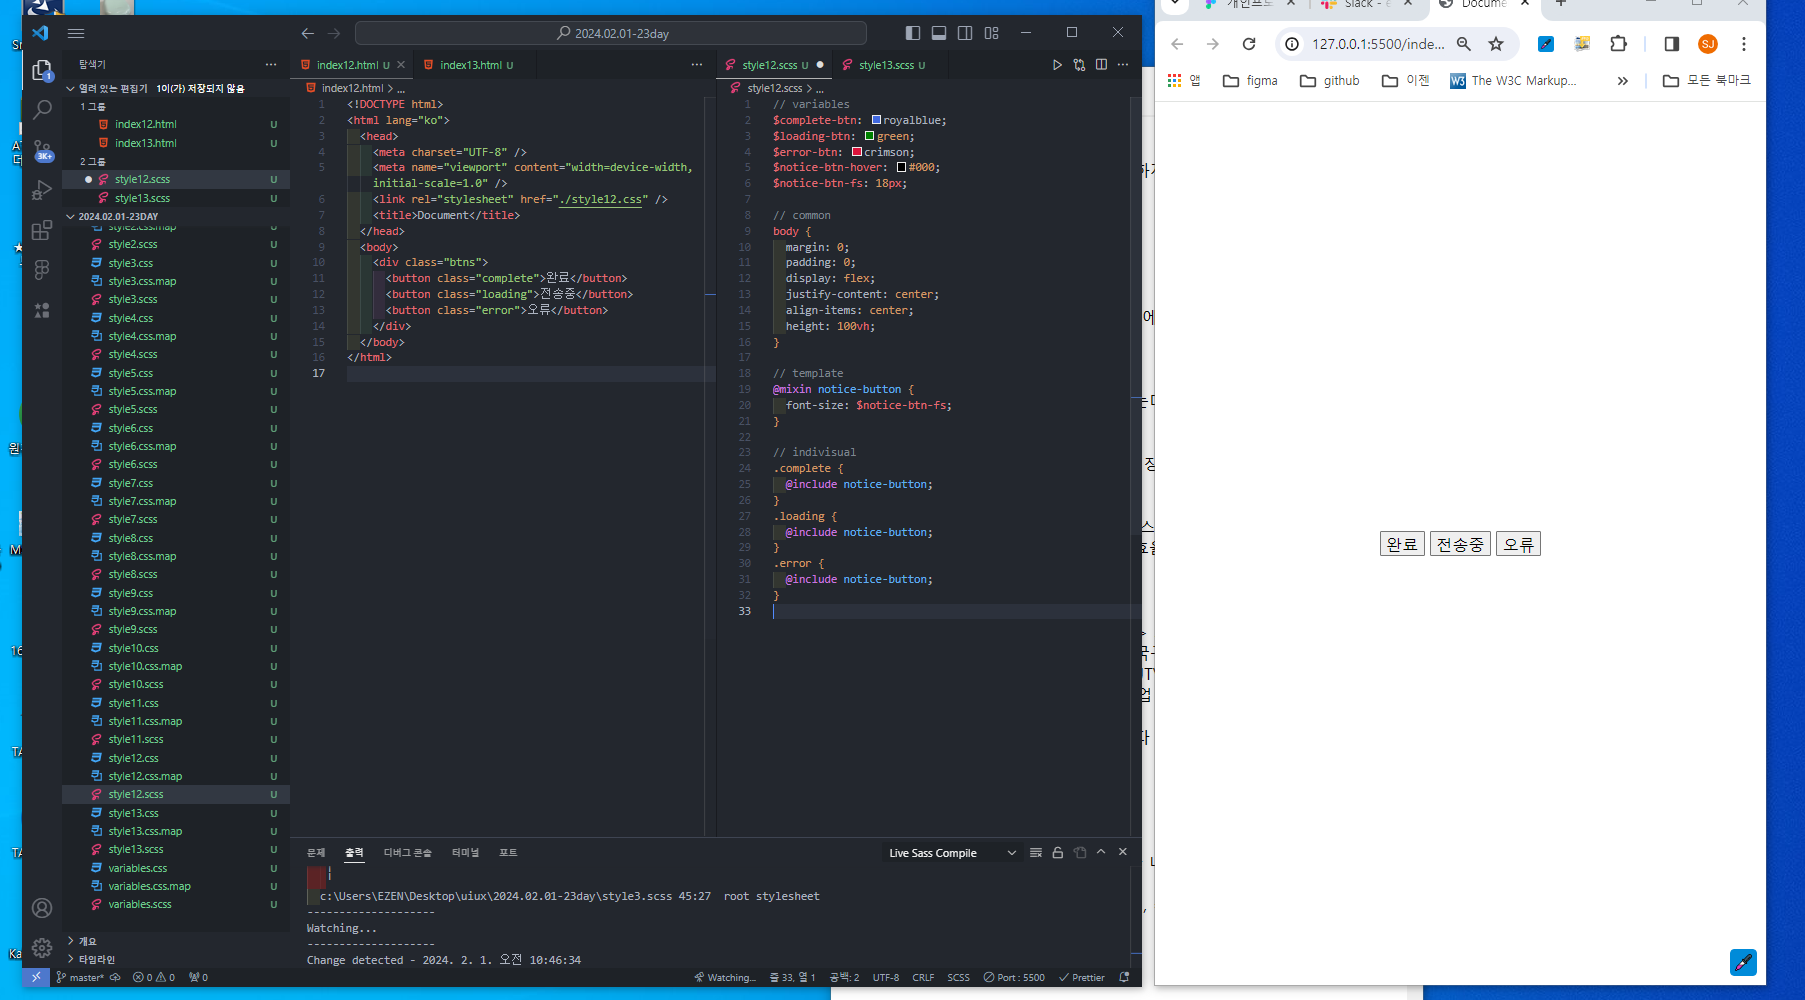 2024.02.01-23day
탐색기
열려 있는 편집기 1이(가) 저장되지 않음
1 그룹
index12.html U
index13.html U
2 그룹
style12.scss U
style13.scss U
2024.02.01-23DAY
style2.css.map U
style2.scss U
style3.css U
style3.css.map U
style3.scss U
style4.css U
style4.css.map U
style4.scss U
style5.css U
style5.css.map U
style5.scss U
style6.css U
style6.css.map U
style6.scss U
style7.css U
style7.css.map U
style7.scss U
style8.css U
style8.css.map U
style8.scss U
style9.css U
style9.css.map U
style9.scss U
style10.css U
style10.css.map U
style10.scss U
style11.css U
style11.css.map U
style11.scss U
style12.css U
style12.css.map U
style12.scss U
style13.css U
style13.css.map U
style13.scss U
variables.css U
variables.css.map U
variables.scss U
개요
타임라인
index12.html U
index13.html U
index12.html > ...
1 <!DOCTYPE html>
2 <html lang="ko">
3 <head>
4 <meta charset="UTF-8" />
5 <meta name="viewport" content="width=device-width,
initial-scale=1.0" />
6 <link rel="stylesheet" href="./style12.css" />
7 <title>Document</title>
8 </head>
9 <body>
10 <div class="btns">
11 <button class="complete">완료</button>
12 <button class="loading">전송중</button>
13 <button class="error">오류</button>
14 </div>
15 </body>
16 </html>
17
style12.scss U
style13.scss U
style12.scss > ...
1 // variables
2 $complete-btn: royalblue;
3 $loading-btn: green;
4 $error-btn: crimson;
5 $notice-btn-hover: #000;
6 $notice-btn-fs: 18px;
7
8 // common
9 body {
10 margin: 0;
11 padding: 0;
12 display: flex;
13 justify-content: center;
14 align-items: center;
15 height: 100vh;
16 }
17
18 // template
19 @mixin notice-button {
20 font-size: $notice-btn-fs;
21 }
22
23 // indivisual
24 .complete {
25 @include notice-button;
26 }
27 .loading {
28 @include notice-button;
29 }
30 .error {
31 @include notice-button;
32 }
33
문제 출력 디버그 콘솔 터미널 포트
Live Sass Compile
c:\Users\EZEN\Desktop\uiux\2024.02.01-23day\style3.scss 45:27 root stylesheet
--------------------
Watching...
--------------------
Change detected - 2024. 2. 1. 오전 10:46:34
master* 0 0 0 Watching... 줄 33, 열 1 공백: 2 UTF-8 CRLF SCSS Port : 5500 Prettier
1
3K+
개인프로 Slack - Docume
127.0.0.1:5500/inde...
SJ
앱 figma github 이젠 W3 The W3C Markup... » 모든 북마크
완료 전송중 오류